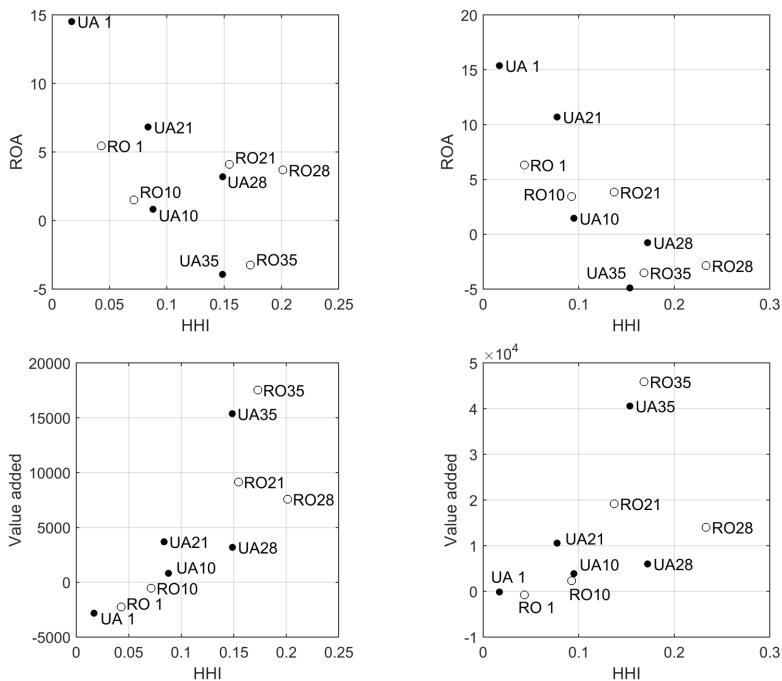 15
10
5
0
-5
ROA
UA 1
UA21
RO 1
RO21
RO28
UA28
RO10
UA10
UA35
RO35
0
0.05
0.1
0.15
0.2
0.25
HHI
20
15
10
5
0
-5
ROA
UA 1
UA21
RO 1
RO10
RO21
UA10
UA28
RO28
UA35
RO35
0
0.1
0.2
0.3
HHI
20000
15000
10000
5000
0
-5000
Value added
RO35
UA35
RO21
RO28
UA21
UA28
UA10
RO10
RO 1
UA 1
0
0.05
0.1
0.15
0.2
0.25
HHI
×10⁴
5
4
3
2
1
0
-1
Value added
RO35
UA35
RO21
RO28
UA21
UA10
UA28
UA 1
RO 1
RO10
0
0.1
0.2
0.3
HHI